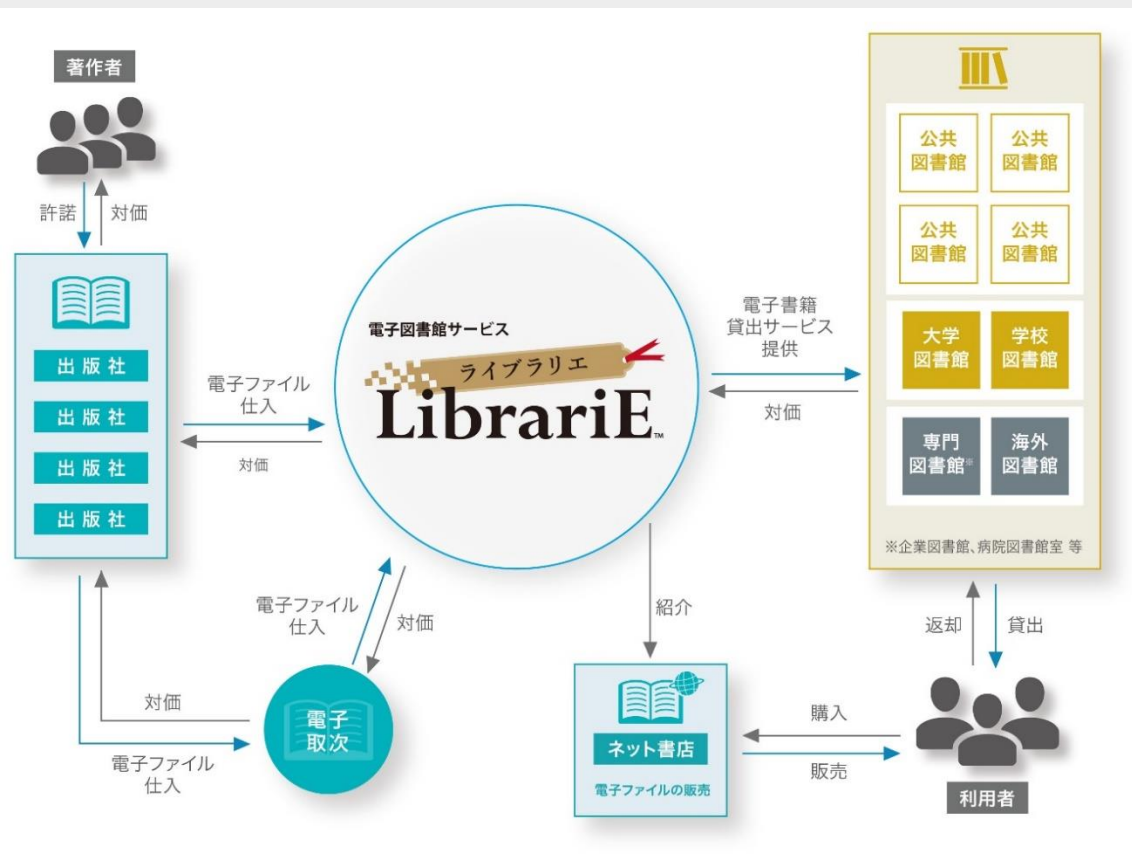 著作者
許諾
対価
出版社
出版社
出版社
出版社
電子ファイル
仕入
対価
電子図書館サービス
ライブラリエ
LibrariE™
電子書籍
貸出サービス
提供
対価
公共
図書館
公共
図書館
公共
図書館
公共
図書館
大学
図書館
学校
図書館
専門
図書館※
海外
図書館
※企業図書館、病院図書館室 等
電子ファイル
仕入
対価
紹介
返却
貸出
対価
電子
取次
電子ファイル
仕入
ネット書店
電子ファイルの販売
購入
販売
利用者